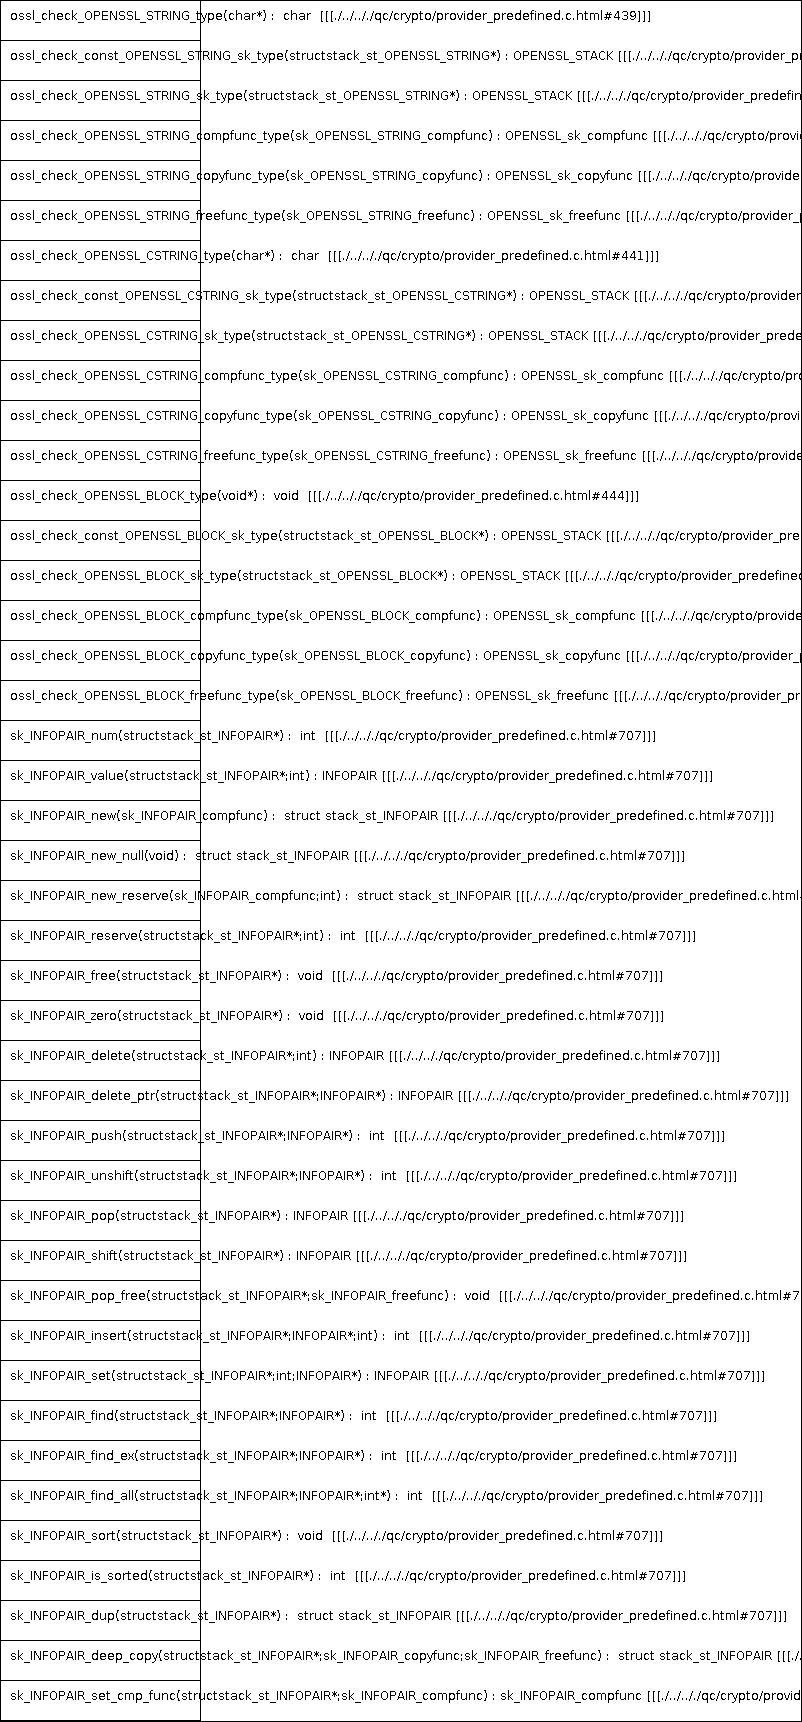 ossl_check_OPENSSL_STRING_type(char*) : char [[[./../../qc/crypto/provider_predefined.c.html#439]]]
ossl_check_const_OPENSSL_STRING_sk_type(structstack_st_OPENSSL_STRING*) : OPENSSL_STACK [[[./../../qc/crypto/provider_pr
ossl_check_OPENSSL_STRING_sk_type(structstack_st_OPENSSL_STRING*) : OPENSSL_STACK [[[./../../qc/crypto/provider_predefin
ossl_check_OPENSSL_STRING_compfunc_type(sk_OPENSSL_STRING_compfunc) : OPENSSL_sk_compfunc [[[./../../qc/crypto/provi
ossl_check_OPENSSL_STRING_copyfunc_type(sk_OPENSSL_STRING_copyfunc) : OPENSSL_sk_copyfunc [[[./../../qc/crypto/provide
ossl_check_OPENSSL_STRING_freefunc_type(sk_OPENSSL_STRING_freefunc) : OPENSSL_sk_freefunc [[[./../../qc/crypto/provider_p
ossl_check_OPENSSL_CSTRING_type(char*) : char [[[./../../qc/crypto/provider_predefined.c.html#441]]]
ossl_check_const_OPENSSL_CSTRING_sk_type(structstack_st_OPENSSL_CSTRING*) : OPENSSL_STACK [[[./../../qc/crypto/provider
ossl_check_OPENSSL_CSTRING_sk_type(structstack_st_OPENSSL_CSTRING*) : OPENSSL_STACK [[[./../../qc/crypto/provider_prede
ossl_check_OPENSSL_CSTRING_compfunc_type(sk_OPENSSL_CSTRING_compfunc) : OPENSSL_sk_compfunc [[[./../../qc/crypto/pro
ossl_check_OPENSSL_CSTRING_copyfunc_type(sk_OPENSSL_CSTRING_copyfunc) : OPENSSL_sk_copyfunc [[[./../../qc/crypto/provi
ossl_check_OPENSSL_CSTRING_freefunc_type(sk_OPENSSL_CSTRING_freefunc) : OPENSSL_sk_freefunc [[[./../../qc/crypto/provide
ossl_check_OPENSSL_BLOCK_type(void*) : void [[[./../../qc/crypto/provider_predefined.c.html#444]]]
ossl_check_const_OPENSSL_BLOCK_sk_type(structstack_st_OPENSSL_BLOCK*) : OPENSSL_STACK [[[./../../qc/crypto/provider_pre
ossl_check_OPENSSL_BLOCK_sk_type(structstack_st_OPENSSL_BLOCK*) : OPENSSL_STACK [[[./../../qc/crypto/provider_predefined
ossl_check_OPENSSL_BLOCK_compfunc_type(sk_OPENSSL_BLOCK_compfunc) : OPENSSL_sk_compfunc [[[./../../qc/crypto/provide
ossl_check_OPENSSL_BLOCK_copyfunc_type(sk_OPENSSL_BLOCK_copyfunc) : OPENSSL_sk_copyfunc [[[./../../qc/crypto/provider_p
ossl_check_OPENSSL_BLOCK_freefunc_type(sk_OPENSSL_BLOCK_freefunc) : OPENSSL_sk_freefunc [[[./../../qc/crypto/provider_pr
sk_INFOPAIR_num(structstack_st_INFOPAIR*) : int [[[./../../qc/crypto/provider_predefined.c.html#707]]]
sk_INFOPAIR_value(structstack_st_INFOPAIR*;int) : INFOPAIR [[[./../../qc/crypto/provider_predefined.c.html#707]]]
sk_INFOPAIR_new(sk_INFOPAIR_compfunc) : struct stack_st_INFOPAIR [[[./../../qc/crypto/provider_predefined.c.html#707]]]
sk_INFOPAIR_new_null(void) : struct stack_st_INFOPAIR [[[./../../qc/crypto/provider_predefined.c.html#707]]]
sk_INFOPAIR_new_reserve(sk_INFOPAIR_compfunc;int) : struct stack_st_INFOPAIR [[[./../../qc/crypto/provider_predefined.c.html
sk_INFOPAIR_reserve(structstack_st_INFOPAIR*;int) : int [[[./../../qc/crypto/provider_predefined.c.html#707]]]
sk_INFOPAIR_free(structstack_st_INFOPAIR*) : void [[[./../../qc/crypto/provider_predefined.c.html#707]]]
sk_INFOPAIR_zero(structstack_st_INFOPAIR*) : void [[[./../../qc/crypto/provider_predefined.c.html#707]]]
sk_INFOPAIR_delete(structstack_st_INFOPAIR*;int) : INFOPAIR [[[./../../qc/crypto/provider_predefined.c.html#707]]]
sk_INFOPAIR_delete_ptr(structstack_st_INFOPAIR*;INFOPAIR*) : INFOPAIR [[[./../../qc/crypto/provider_predefined.c.html#707]]]
sk_INFOPAIR_push(structstack_st_INFOPAIR*;INFOPAIR*) : int [[[./../../qc/crypto/provider_predefined.c.html#707]]]
sk_INFOPAIR_unshift(structstack_st_INFOPAIR*;INFOPAIR*) : int [[[./../../qc/crypto/provider_predefined.c.html#707]]]
sk_INFOPAIR_pop(structstack_st_INFOPAIR*) : INFOPAIR [[[./../../qc/crypto/provider_predefined.c.html#707]]]
sk_INFOPAIR_shift(structstack_st_INFOPAIR*) : INFOPAIR [[[./../../qc/crypto/provider_predefined.c.html#707]]]
sk_INFOPAIR_pop_free(structstack_st_INFOPAIR*;sk_INFOPAIR_freefunc) : void [[[./../../qc/crypto/provider_predefined.c.html#7
sk_INFOPAIR_insert(structstack_st_INFOPAIR*;INFOPAIR*;int) : int [[[./../../qc/crypto/provider_predefined.c.html#707]]]
sk_INFOPAIR_set(structstack_st_INFOPAIR*;int;INFOPAIR*) : INFOPAIR [[[./../../qc/crypto/provider_predefined.c.html#707]]]
sk_INFOPAIR_find(structstack_st_INFOPAIR*;INFOPAIR*) : int [[[./../../qc/crypto/provider_predefined.c.html#707]]]
sk_INFOPAIR_find_ex(structstack_st_INFOPAIR*;INFOPAIR*) : int [[[./../../qc/crypto/provider_predefined.c.html#707]]]
sk_INFOPAIR_find_all(structstack_st_INFOPAIR*;INFOPAIR*;int*) : int [[[./../../qc/crypto/provider_predefined.c.html#707]]]
sk_INFOPAIR_sort(structstack_st_INFOPAIR*) : void [[[./../../qc/crypto/provider_predefined.c.html#707]]]
sk_INFOPAIR_is_sorted(structstack_st_INFOPAIR*) : int [[[./../../qc/crypto/provider_predefined.c.html#707]]]
sk_INFOPAIR_dup(structstack_st_INFOPAIR*) : struct stack_st_INFOPAIR [[[./../../qc/crypto/provider_predefined.c.html#707]]]
sk_INFOPAIR_deep_copy(structstack_st_INFOPAIR*;sk_INFOPAIR_copyfunc;sk_INFOPAIR_freefunc) : struct stack_st_INFOPAIR [[[./.
sk_INFOPAIR_set_cmp_func(structstack_st_INFOPAIR*;sk_INFOPAIR_compfunc) : sk_INFOPAIR_compfunc [[[./../../qc/crypto/provid